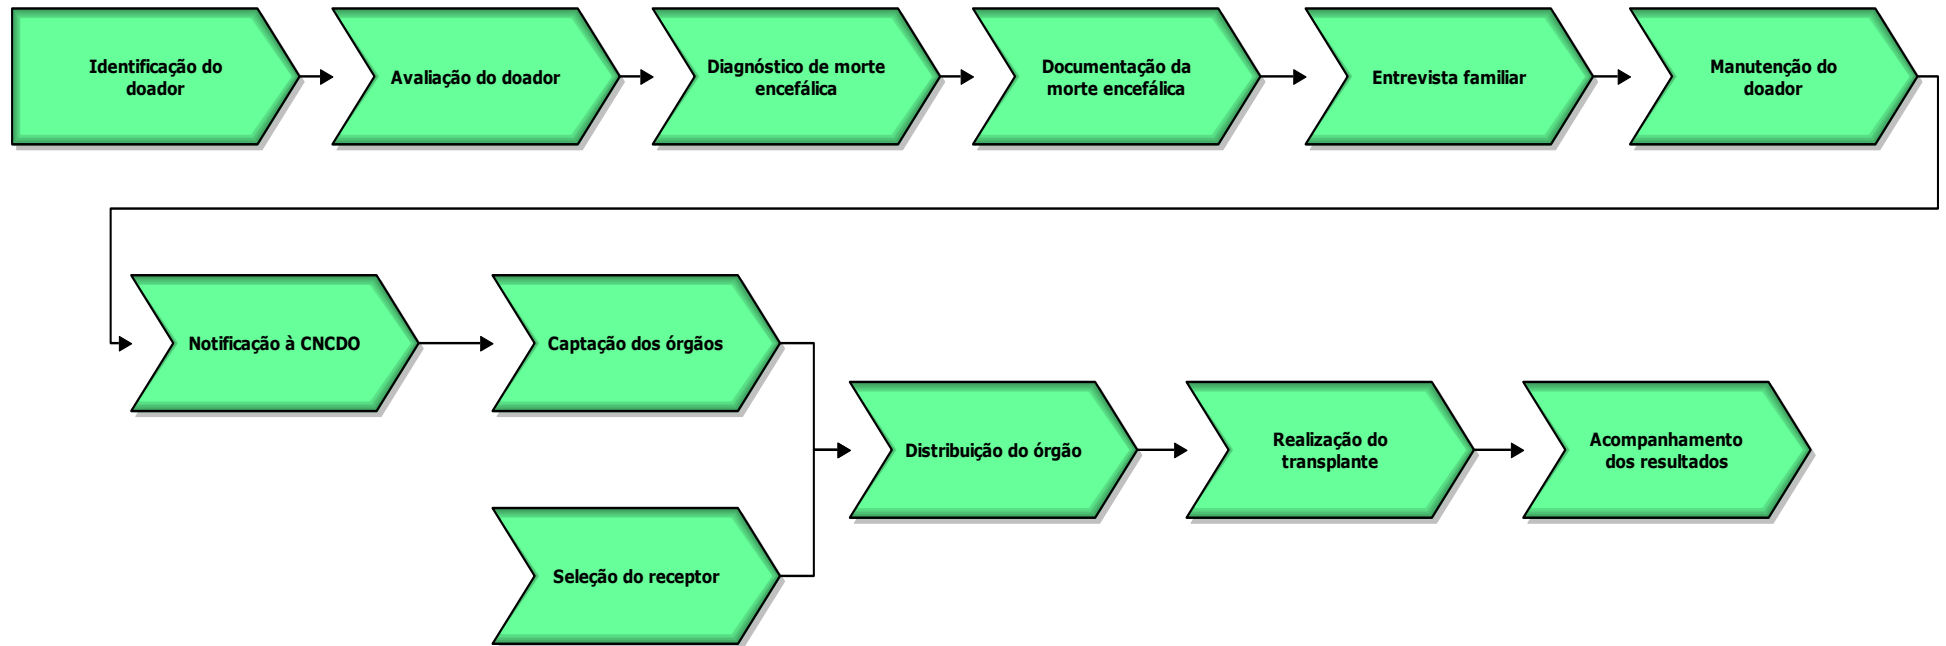 Identificação do
doador
Avaliação do doador
Diagnóstico de morte
encefálica
Documentação da
morte encefálica
Entrevista familiar
Manutenção do
doador
Notificação à CNCDO
Captação dos órgãos
Seleção do receptor
Distribuição do órgão
Realização do
transplante
Acompanhamento
dos resultados